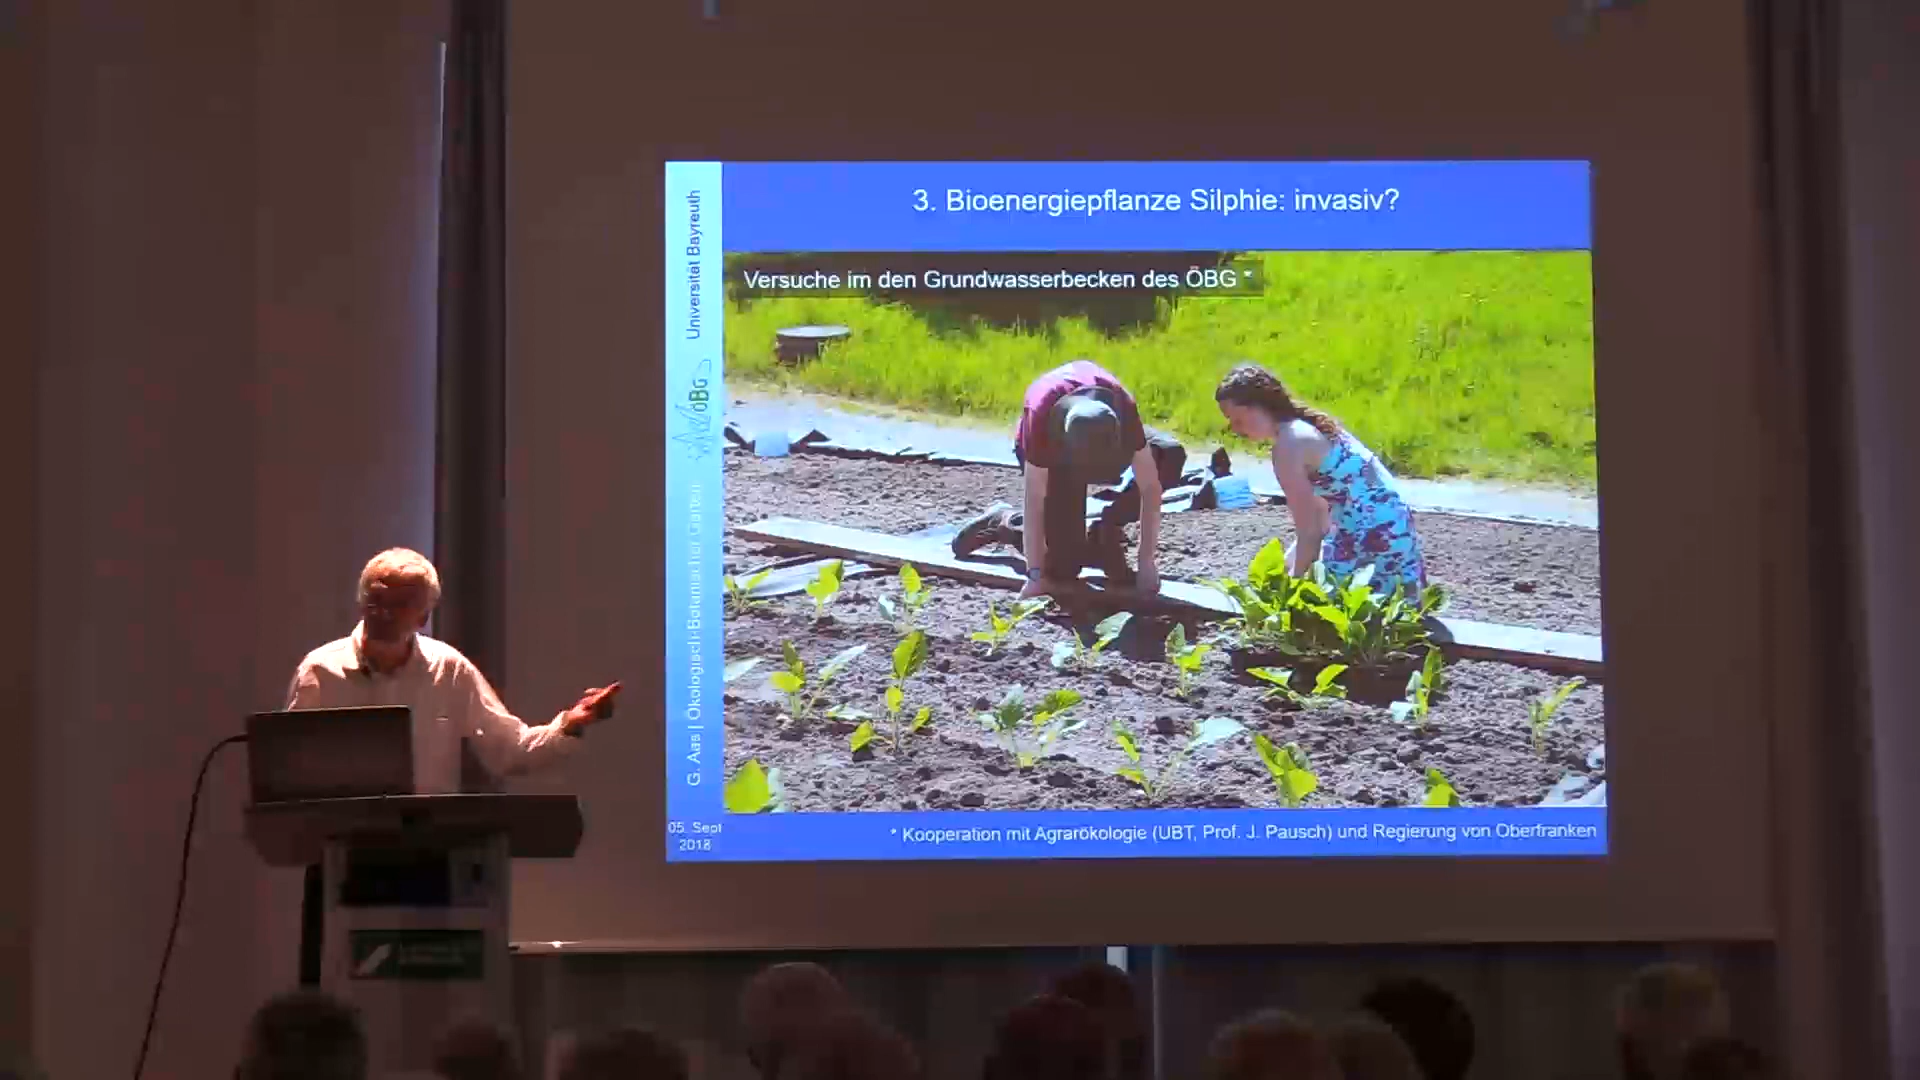 3. Bioenergiepflanze Silphie: invasiv?
Versuche im den Grundwasserbecken des ÖBG *
Universität Bayreuth
ÖBG
G. Aas | Ökologisch-Botanischer Garten
05. Sept
2018
* Kooperation mit Agrarökologie (UBT, Prof. J. Pausch) und Regierung von Oberfranken